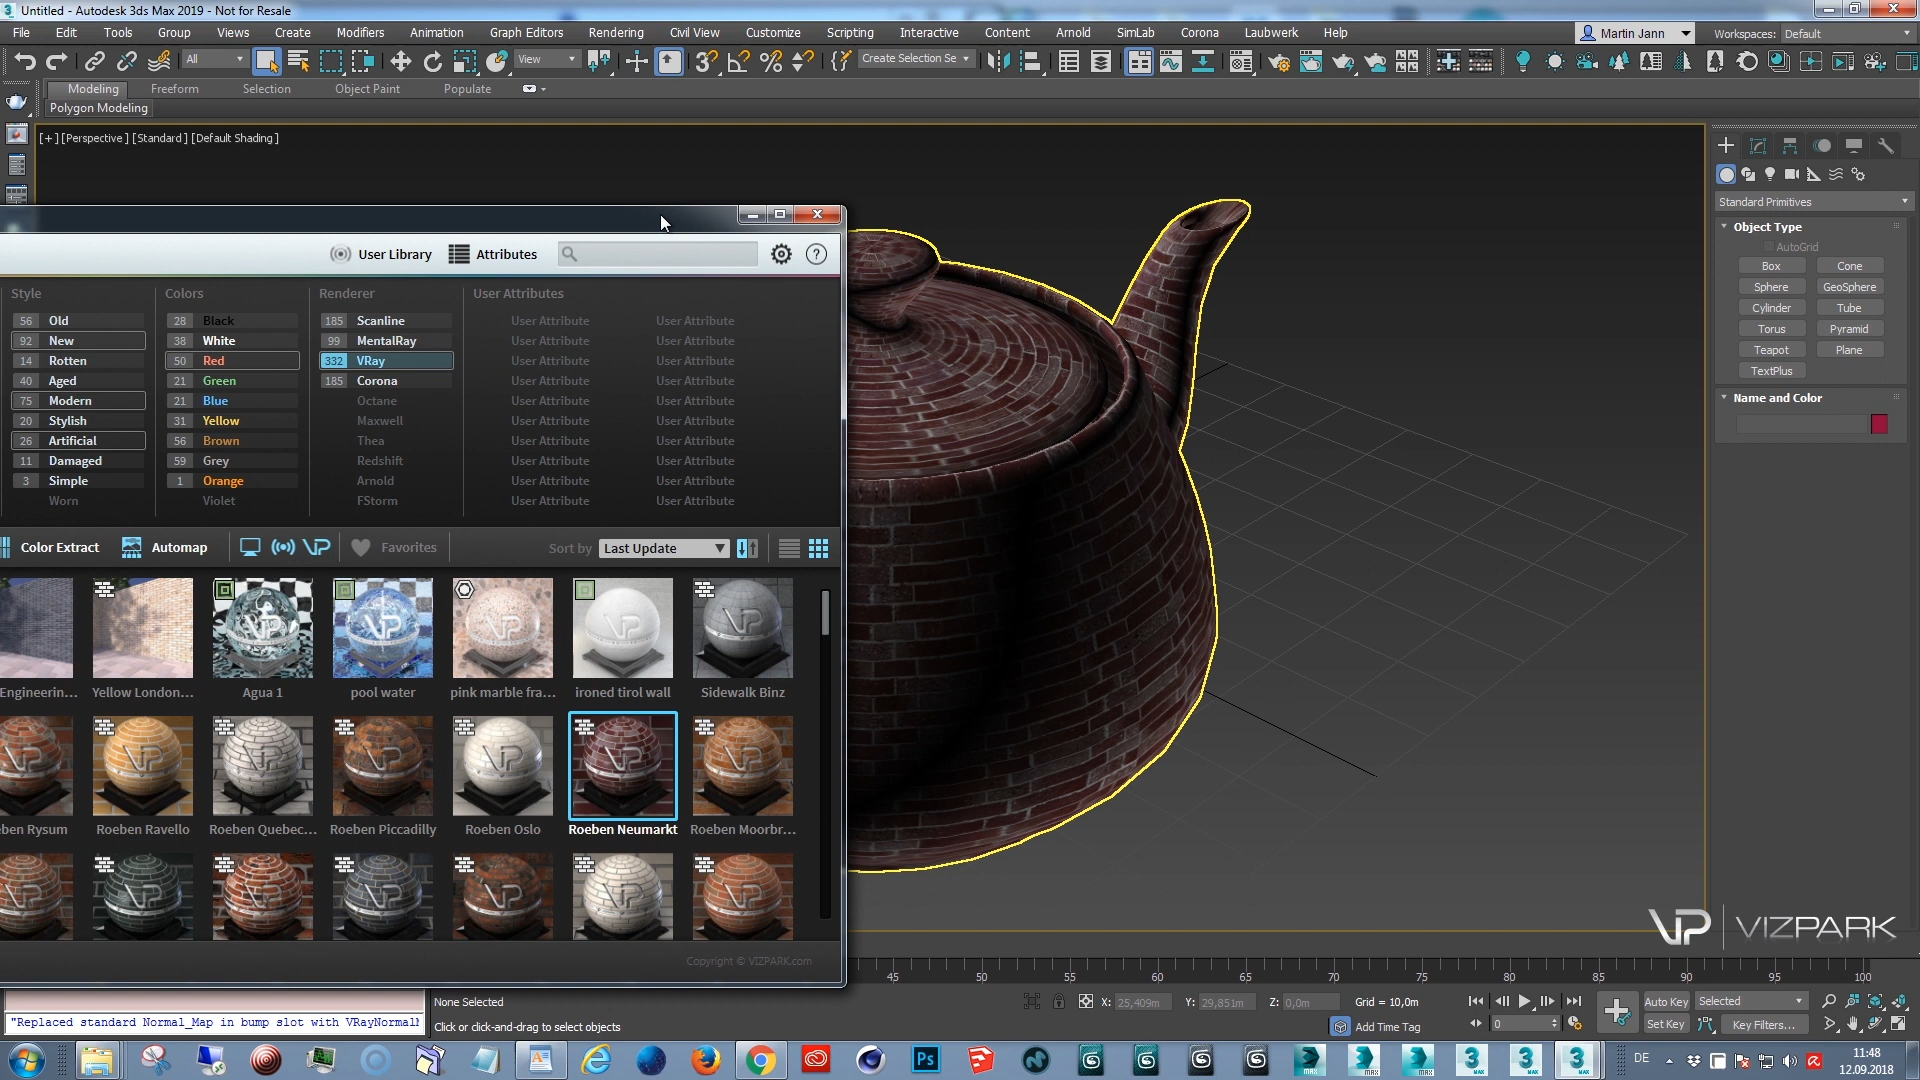 Untitled - Autodesk 3ds Max 2019 - Not for Resale
File Edit Tools Group Views Create Modifiers Animation Graph Editors Rendering Civil View Customize Scripting Interactive Content Arnold SimLab Corona Laubwerk Help
Martin Jann
Workspaces: Default
All
View
Create Selection Se
Modeling Freeform Selection Object Paint Populate
Polygon Modeling
[+] [Perspective ] [Standard ] [Default Shading ]
Standard Primitives
Object Type
AutoGrid
Box Cone
Sphere GeoSphere
Cylinder Tube
Torus Pyramid
Teapot Plane
TextPlus
Name and Color
User Library Attributes
Style Colors Renderer User Attributes
56 Old 28 Black 185 Scanline User Attribute User Attribute
92 New 38 White 99 MentalRay User Attribute User Attribute
14 Rotten 50 Red 332 VRay User Attribute User Attribute
40 Aged 21 Green 185 Corona User Attribute User Attribute
75 Modern 21 Blue Octane User Attribute User Attribute
20 Stylish 31 Yellow Maxwell User Attribute User Attribute
26 Artificial 56 Brown Thea User Attribute User Attribute
11 Damaged 59 Grey Redshift User Attribute User Attribute
3 Simple 1 Orange Arnold User Attribute User Attribute
Worn Violet FStorm User Attribute User Attribute
Color Extract Automap Favorites Sort by Last Update
Engineerin... Yellow London... Agua 1 pool water pink marble fra... ironed tirol wall Sidewalk Binz
ben Rysum Roeben Ravello Roeben Quebec... Roeben Piccadilly Roeben Oslo Roeben Neumarkt Roeben Moorbr...
Copyright © VIZPARK.com
VP VIZPARK
45 50 55 60 65 70 75 80 85 90 95 100
None Selected
X: 25,409m Y: 29,851m Z: 0,0m Grid = 10,0m
Auto Key Selected
"Replaced standard Normal_Map in bump slot with VRayNormalM
Click or click-and-drag to select objects
Add Time Tag
0
Set Key Key Filters...
DE
11:48
12.09.2018